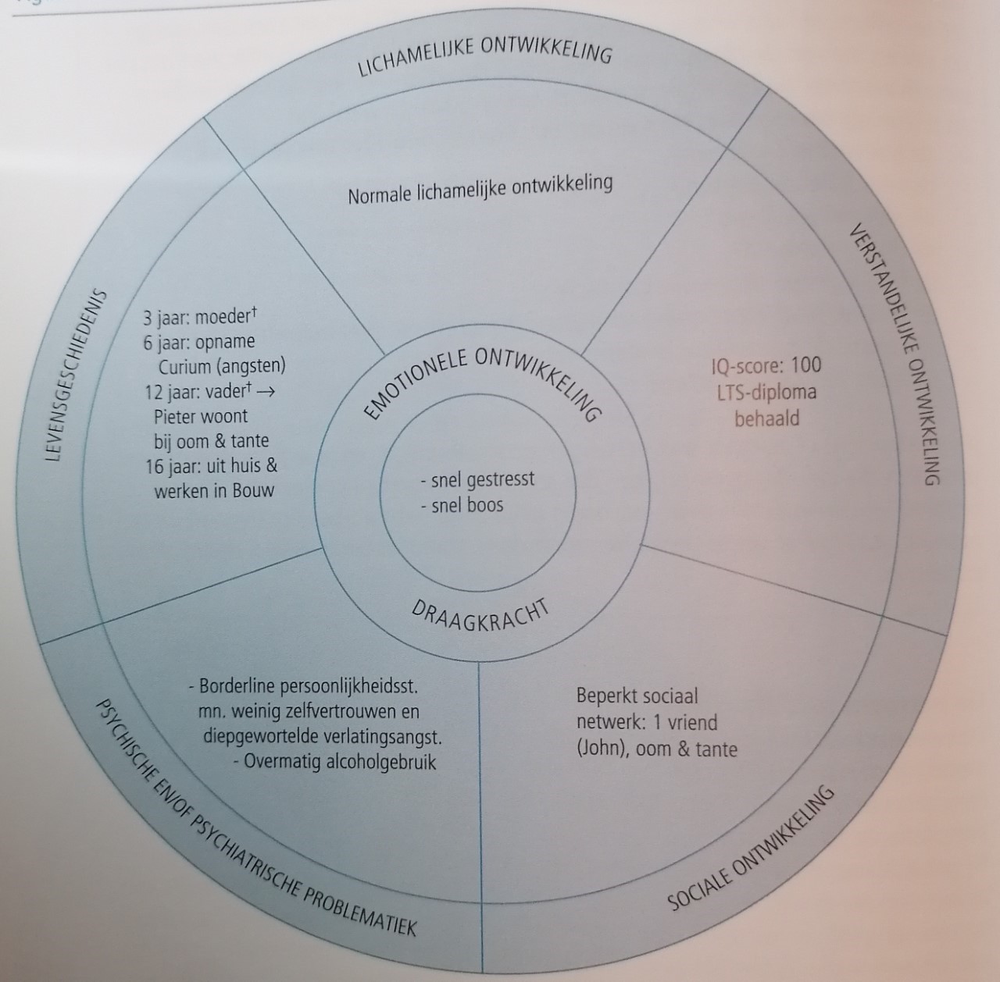 LICHAMELIJKE ONTWIKKELING
Normale lichamelijke ontwikkeling
VERSTANDELIJKE ONTWIKKELING
IQ-score: 100
LTS-diploma
behaald
LEVENSGESCHIEDENIS
3 jaar: moeder†
6 jaar: opname
Curium (angsten)
12 jaar: vader† →
Pieter woont
bij oom & tante
16 jaar: uit huis &
werken in Bouw
EMOTIONELE ONTWIKKELING
- snel gestresst
- snel boos
DRAAGKRACHT
- Borderline persoonlijkheidsst.
mn. weinig zelfvertrouwen en
diepgewortelde verlatingsangst.
- Overmatig alcoholgebruik
PSYCHISCHE EN/OF PSYCHIATRISCHE PROBLEMATIEK
Beperkt sociaal
netwerk: 1 vriend
(John), oom & tante
SOCIALE ONTWIKKELING